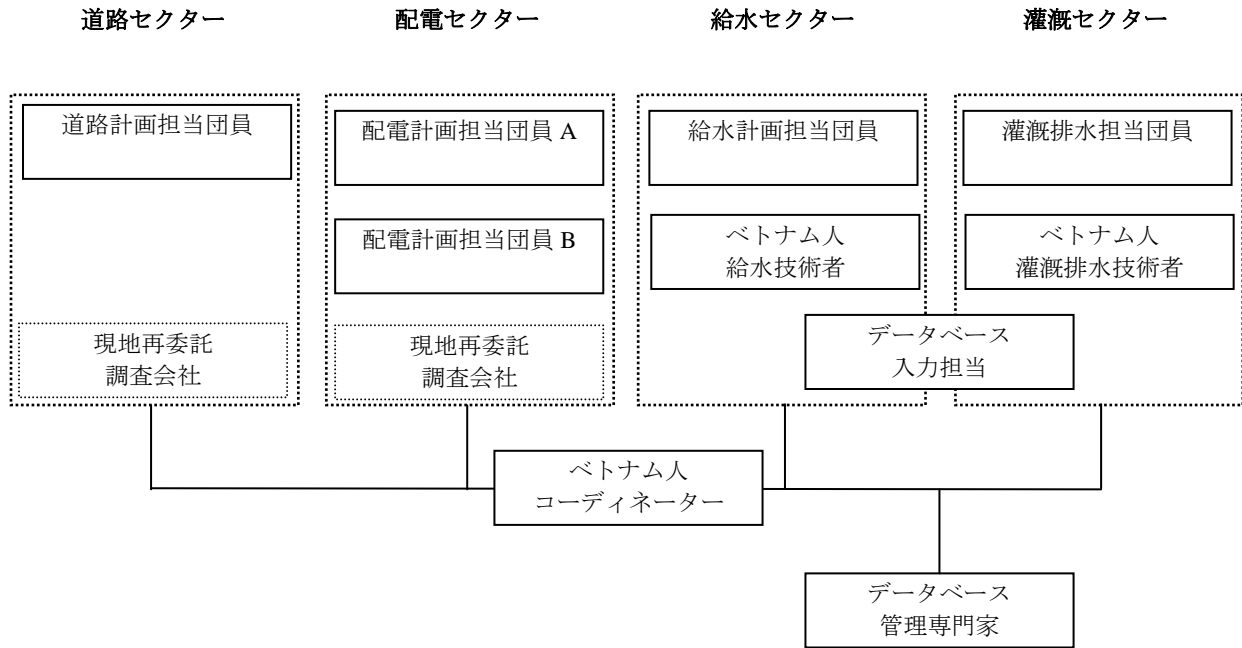 道路セクター
配電セクター
給水セクター
灌漑セクター
道路計画担当団員
配電計画担当団員 A
給水計画担当団員
灌漑排水担当団員
配電計画担当団員 B
ベトナム人
給水技術者
ベトナム人
灌漑排水技術者
現地再委託
調査会社
現地再委託
調査会社
データベース
入力担当
ベトナム人
コーディネーター
データベース
管理専門家